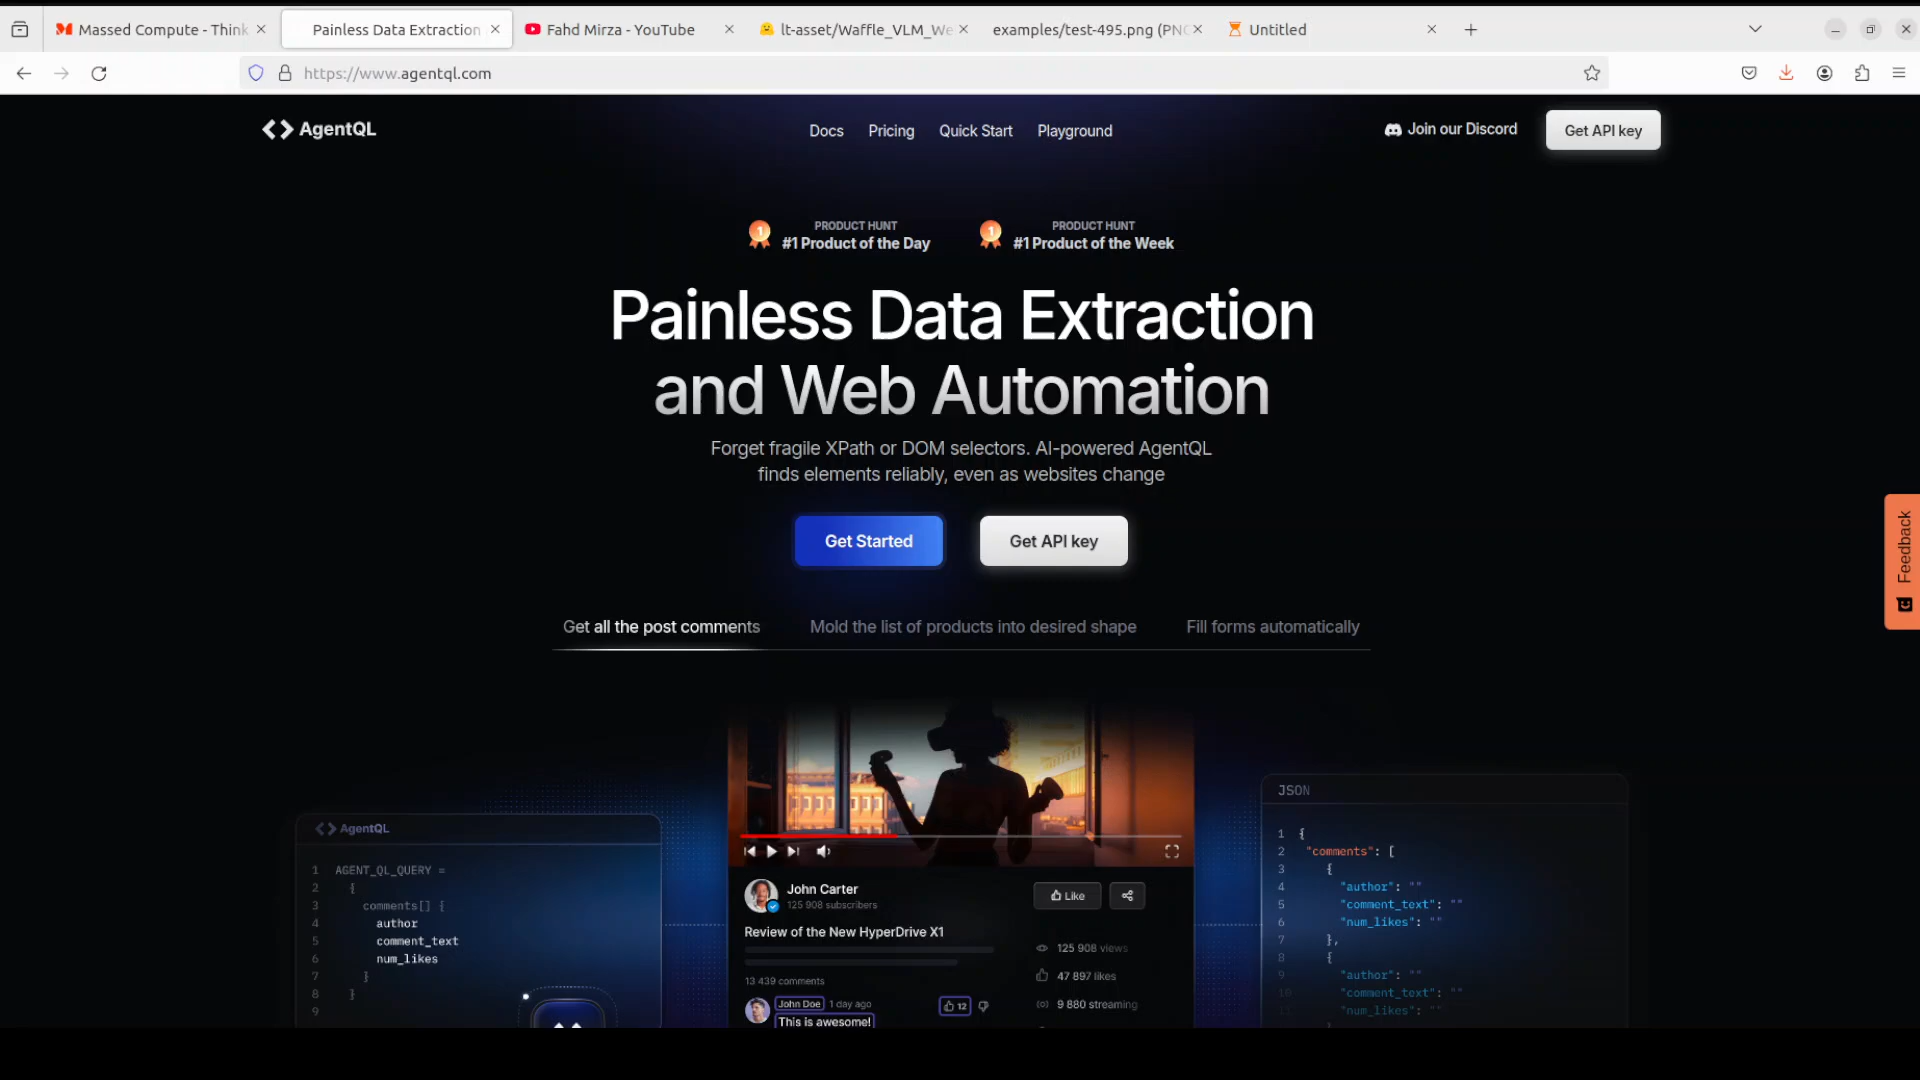 Massed Compute - Think
Painless Data Extraction
Fahd Mirza - YouTube
lt-asset/Waffle_VLM_We
examples/test-495.png (PNG
Untitled
https://www.agentql.com
AgentQL
Docs
Pricing
Quick Start
Playground
Join our Discord
Get API key
PRODUCT HUNT
#1 Product of the Day
PRODUCT HUNT
#1 Product of the Week
Painless Data Extraction
and Web Automation
Forget fragile XPath or DOM selectors. AI-powered AgentQL
finds elements reliably, even as websites change
Get Started
Get API key
Feedback
Get all the post comments
Mold the list of products into desired shape
Fill forms automatically
AgentQL
1 AGENT_QL_QUERY =
2 {
3 comments[] {
4 author
5 comment_text
6 num_likes
7 }
8 }
9
John Carter
125 908 subscribers
Like
Review of the New HyperDrive X1
125 908 views
47 897 likes
9 880 streaming
13 439 comments
John Doe 1 day ago
12
This is awesome!
JSON
1 {
2 "comments": [
3 {
4 "author": ""
5 "comment_text": ""
6 "num_likes": ""
7 },
8 {
9 "author": ""
10 "comment_text": ""
11 "num_likes": ""